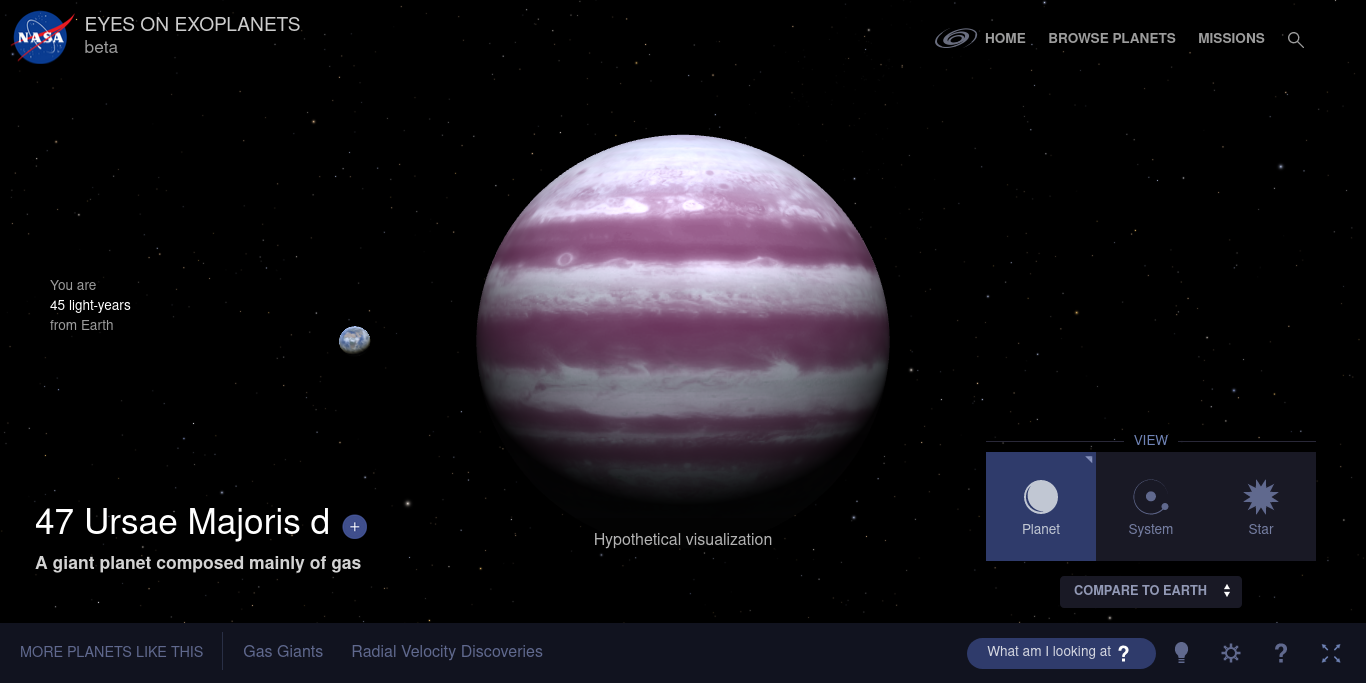 NASA
EYES ON EXOPLANETS
beta
HOME
BROWSE PLANETS
MISSIONS
You are
45 light-years
from Earth
VIEW
Planet
System
Star
47 Ursae Majoris d +
A giant planet composed mainly of gas
Hypothetical visualization
COMPARE TO EARTH
MORE PLANETS LIKE THIS
Gas Giants
Radial Velocity Discoveries
What am I looking at ?
?